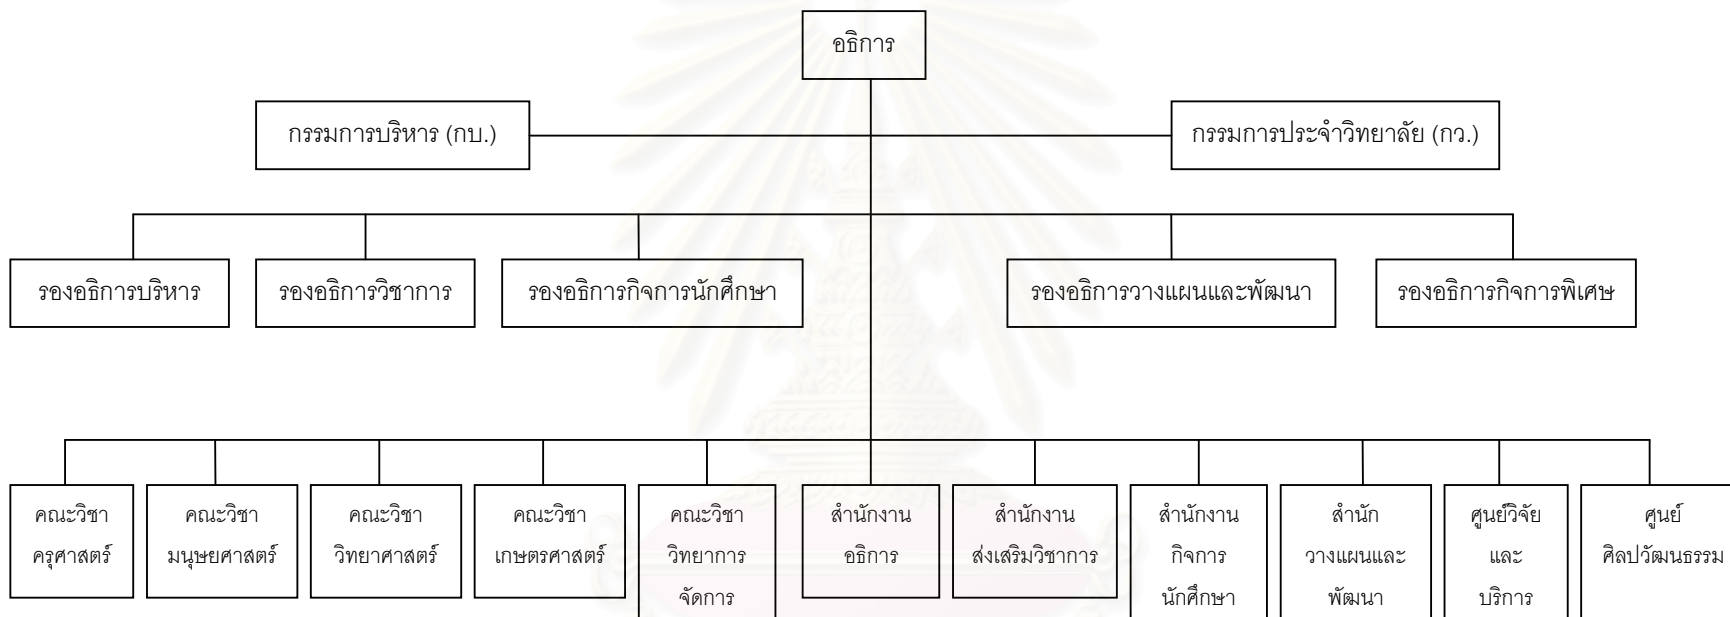 อธิการ
กรรมการบริหาร (กบ.)
กรรมการประจำวิทยาลัย (กว.)
รองอธิการบริหาร
รองอธิการวิชาการ
รองอธิการกิจการนักศึกษา
รองอธิการวางแผนและพัฒนา
รองอธิการกิจการพิเศษ
คณะวิชา
ครุศาสตร์
คณะวิชา
มนุษยศาสตร์
คณะวิชา
วิทยาศาสตร์
คณะวิชา
เกษตรศาสตร์
คณะวิชา
วิทยาการ
จัดการ
สำนักงาน
อธิการ
สำนักงาน
ส่งเสริมวิชาการ
สำนักงาน
กิจการ
นักศึกษา
สำนัก
วางแผนและ
พัฒนา
ศูนย์วิจัย
และ
บริการ
ศูนย์
ศิลปวัฒนธรรม